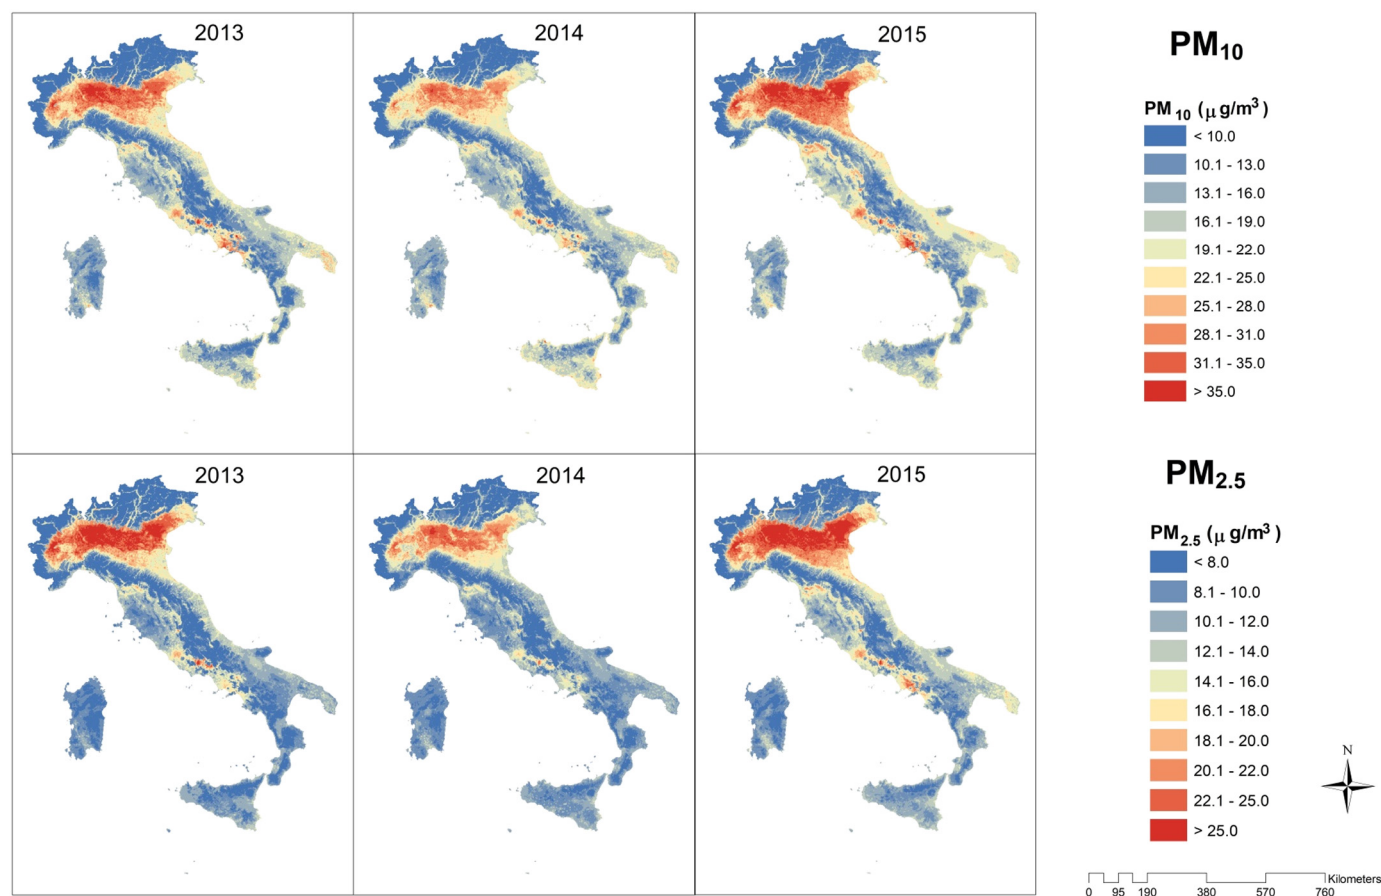 2013
2014
2015
PM10
PM10 (μ g/m3)
< 10.0
10.1 - 13.0
13.1 - 16.0
16.1 - 19.0
19.1 - 22.0
22.1 - 25.0
25.1 - 28.0
28.1 - 31.0
31.1 - 35.0
> 35.0
2013
2014
2015
PM2.5
PM2.5 (μ g/m3 )
< 8.0
8.1 - 10.0
10.1 - 12.0
12.1 - 14.0
14.1 - 16.0
16.1 - 18.0
18.1 - 20.0
20.1 - 22.0
22.1 - 25.0
> 25.0
N
Kilometers
0 95 190 380 570 760